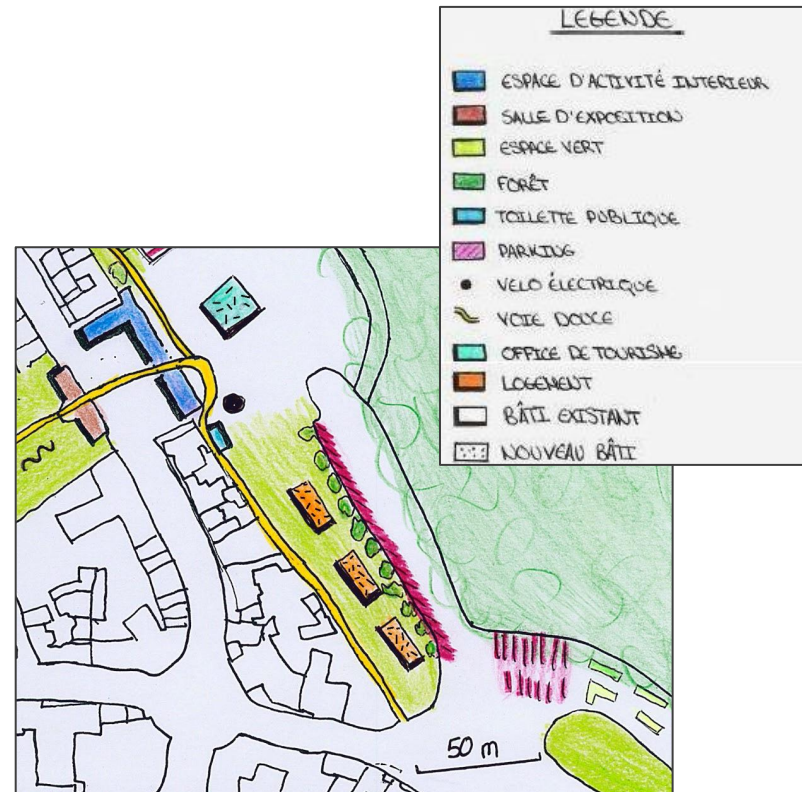 LEGENDE
ESPACE D'ACTIVITÉ INTERIEUR
SALLE D'EXPOSITION
ESPACE VERT
FORÊT
TOILETTE PUBLIQUE
PARKING
VELO ÉLECTRIQUE
VOIE DOUCE
OFFICE DE TOURISME
LOGEMENT
BÂTI EXISTANT
NOUVEAU BÂTI
50 m